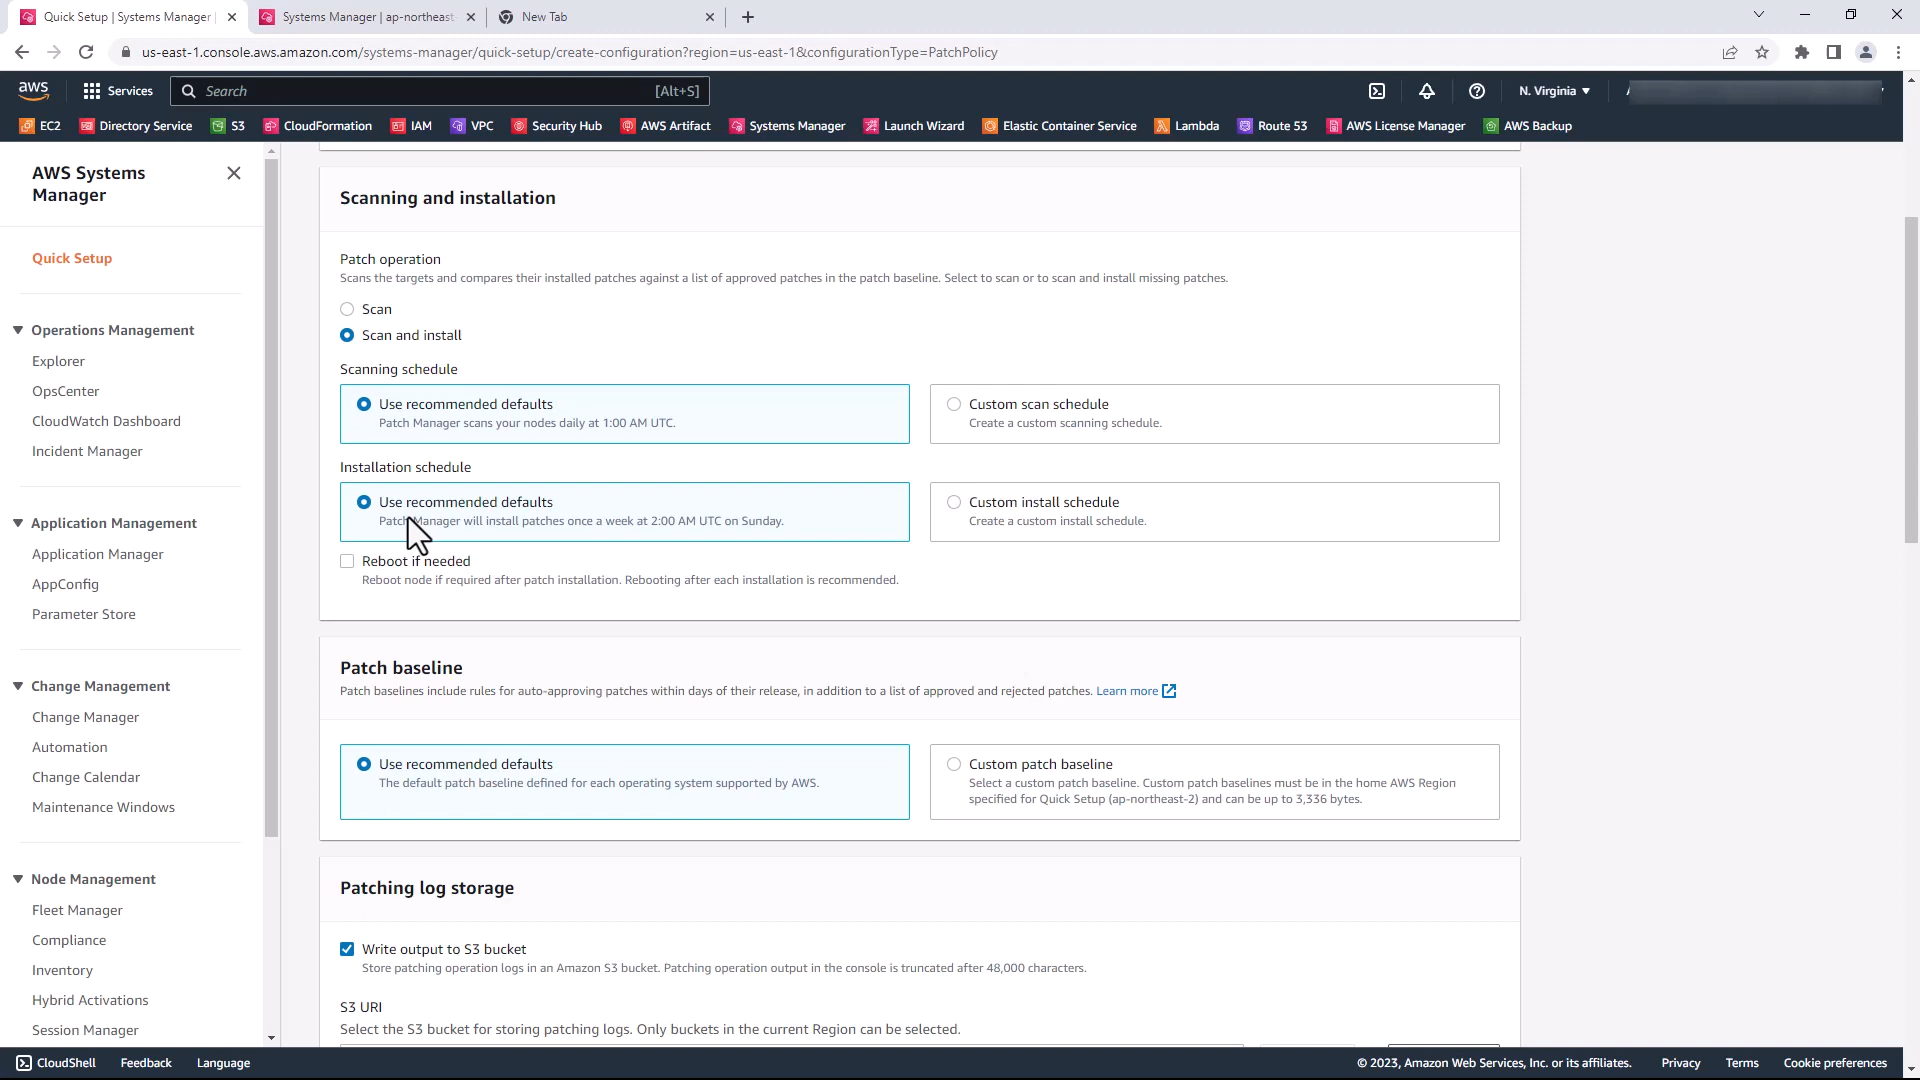 Quick Setup | Systems Manager
Systems Manager | ap-northeast-
New Tab
us-east-1.console.aws.amazon.com/systems-manager/quick-setup/create-configuration?region=us-east-1&configurationType=PatchPolicy
aws
Services
Search
[Alt+S]
N. Virginia
EC2
Directory Service
S3
CloudFormation
IAM
VPC
Security Hub
AWS Artifact
Systems Manager
Launch Wizard
Elastic Container Service
Lambda
Route 53
AWS License Manager
AWS Backup
AWS Systems
Manager
Quick Setup
Operations Management
Explorer
OpsCenter
CloudWatch Dashboard
Incident Manager
Application Management
Application Manager
AppConfig
Parameter Store
Change Management
Change Manager
Automation
Change Calendar
Maintenance Windows
Node Management
Fleet Manager
Compliance
Inventory
Hybrid Activations
Session Manager
Scanning and installation
Patch operation
Scans the targets and compares their installed patches against a list of approved patches in the patch baseline. Select to scan or to scan and install missing patches.
Scan
Scan and install
Scanning schedule
Use recommended defaults
Patch Manager scans your nodes daily at 1:00 AM UTC.
Custom scan schedule
Create a custom scanning schedule.
Installation schedule
Use recommended defaults
Patch Manager will install patches once a week at 2:00 AM UTC on Sunday.
Custom install schedule
Create a custom install schedule.
Reboot if needed
Reboot node if required after patch installation. Rebooting after each installation is recommended.
Patch baseline
Patch baselines include rules for auto-approving patches within days of their release, in addition to a list of approved and rejected patches. Learn more
Use recommended defaults
The default patch baseline defined for each operating system supported by AWS.
Custom patch baseline
Select a custom patch baseline. Custom patch baselines must be in the home AWS Region
specified for Quick Setup (ap-northeast-2) and can be up to 3,336 bytes.
Patching log storage
Write output to S3 bucket
Store patching operation logs in an Amazon S3 bucket. Patching operation output in the console is truncated after 48,000 characters.
S3 URI
Select the S3 bucket for storing patching logs. Only buckets in the current Region can be selected.
CloudShell
Feedback
Language
© 2023, Amazon Web Services, Inc. or its affiliates.
Privacy
Terms
Cookie preferences